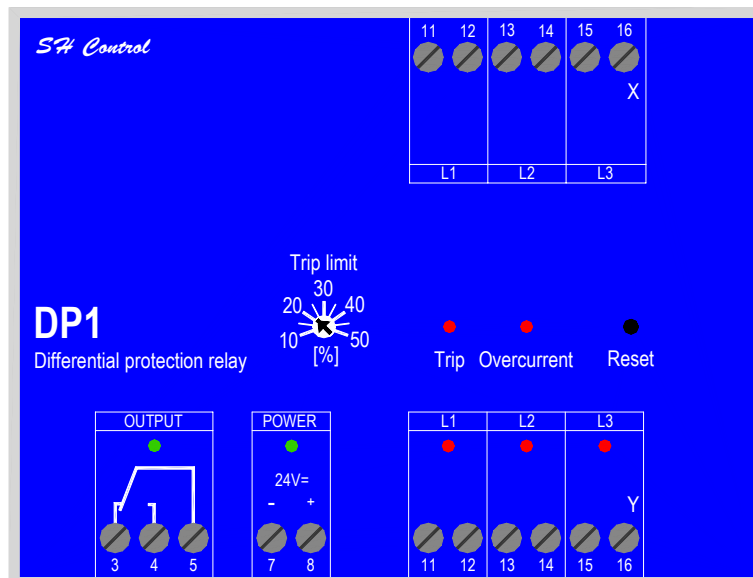 SH Control
11 12 13 14 15 16
X
L1 L2 L3
Trip limit
30
20 40
10 50
[%]
DP1
Differential protection relay
Trip Overcurrent Reset
OUTPUT POWER L1 L2 L3
24V=
- +
Y
3 4 5 7 8 11 12 13 14 15 16